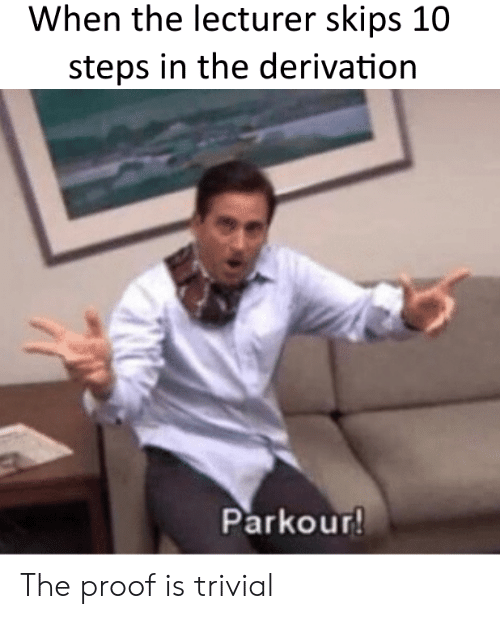 When the lecturer skips 10
steps in the derivation
Parkour!
The proof is trivial